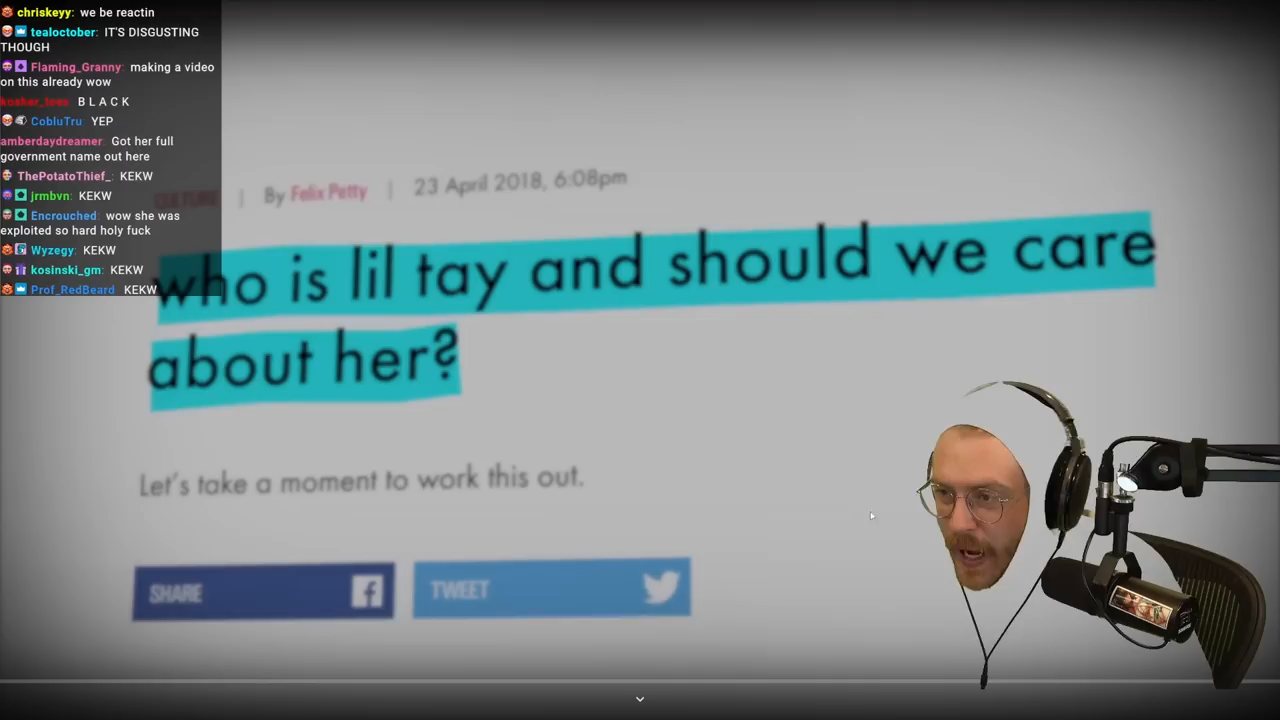 chriskeyy: we be reactin
tealoctober: IT'S DISGUSTING
THOUGH
Flaming_Granny: making a video
on this already wow
kosher_toes: B L A C K
CobluTru: YEP
amberdaydreamer: Got her full
government name out here
ThePotatoThief_: KEKW
jrmbvn: KEKW
Encrouched: wow she was
exploited so hard holy fuck
Wyzegy: KEKW
kosinski_gm: KEKW
Prof_RedBeard KEKW
CULTURE | By Felix Petty | 23 April 2018, 6:08pm
who is lil tay and should we care
about her?
Let's take a moment to work this out.
SHARE
TWEET